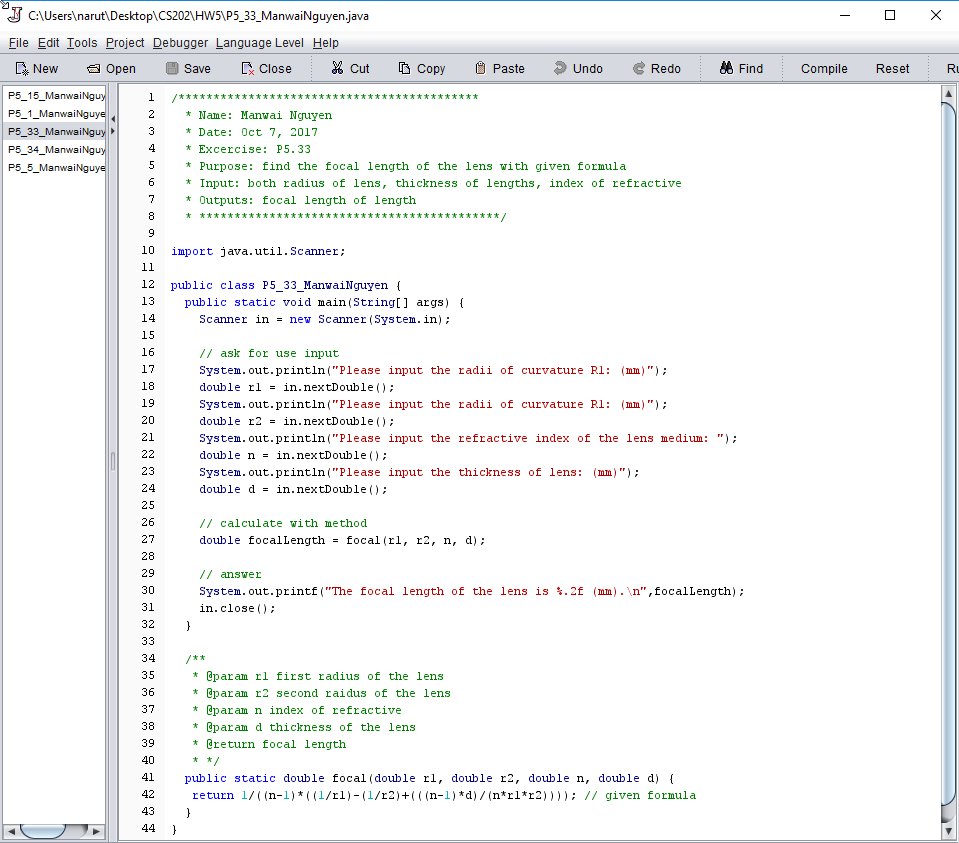 C:\Users\narut\Desktop\CS202\HW5\P5_33_ManwaiNguyen.java
File Edit Tools Project Debugger Language Level Help
New Open Save Close Cut Copy Paste Undo Redo Find Compile Reset Ru
P5_15_ManwaiNguy
P5_1_ManwaiNguye
P5_33_ManwaiNguy
P5_34_ManwaiNguy
P5_5_ManwaiNguye
1 /*******************************************
2 * Name: Manwai Nguyen
3 * Date: Oct 7, 2017
4 * Excercise: P5.33
5 * Purpose: find the focal length of the lens with given formula
6 * Input: both radius of lens, thickness of lengths, index of refractive
7 * Outputs: focal length of length
8 * *******************************************/
9
10 import java.util.Scanner;
11
12 public class P5_33_ManwaiNguyen {
13 public static void main(String[] args) {
14 Scanner in = new Scanner(System.in);
15
16 // ask for use input
17 System.out.println("Please input the radii of curvature R1: (mm)");
18 double r1 = in.nextDouble();
19 System.out.println("Please input the radii of curvature R1: (mm)");
20 double r2 = in.nextDouble();
21 System.out.println("Please input the refractive index of the lens medium: ");
22 double n = in.nextDouble();
23 System.out.println("Please input the thickness of lens: (mm)");
24 double d = in.nextDouble();
25
26 // calculate with method
27 double focalLength = focal(r1, r2, n, d);
28
29 // answer
30 System.out.printf("The focal length of the lens is %.2f (mm).\n",focalLength);
31 in.close();
32 }
33
34 /**
35 * @param r1 first radius of the lens
36 * @param r2 second raidus of the lens
37 * @param n index of refractive
38 * @param d thickness of the lens
39 * @return focal length
40 * */
41 public static double focal(double r1, double r2, double n, double d) {
42 return 1/((n-1)*((1/r1)-(1/r2)+(((n-1)*d)/(n*r1*r2)))); // given formula
43 }
44 }